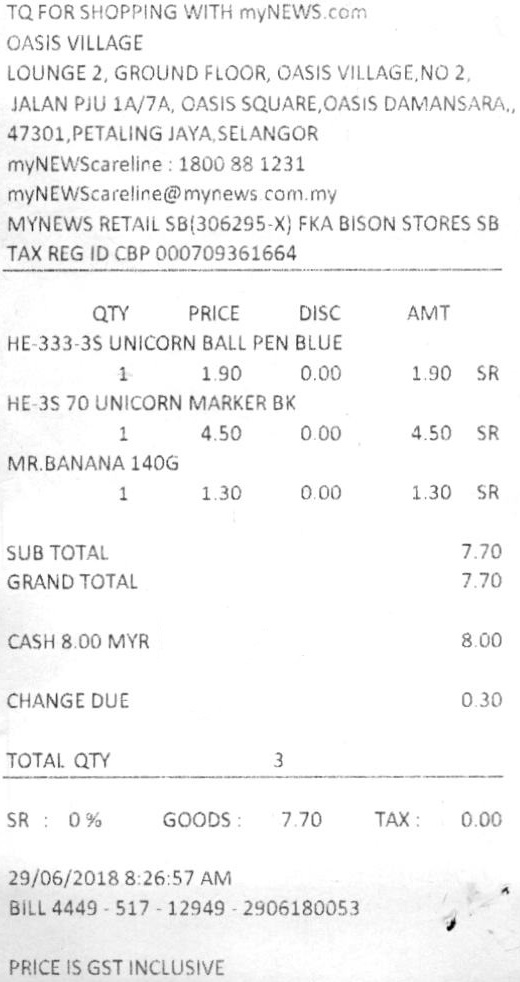 TQ FOR SHOPPING WITH myNEWS.com
OASIS VILLAGE
LOUNGE 2, GROUND FLOOR, OASIS VILLAGE,NO 2,
JALAN PJU 1A/7A, OASIS SQUARE,OASIS DAMANSARA,,
47301,PETALING JAYA,SELANGOR
myNEWScareline : 1800 88 1231
myNEWScareline@mynews.com.my
MYNEWS RETAIL SB(306295-X) FKA BISON STORES SB
TAX REG ID CBP 000709361664
QTY PRICE DISC AMT
HE-333-3S UNICORN BALL PEN BLUE
1 1.90 0.00 1.90 SR
HE-3S 70 UNICORN MARKER BK
1 4.50 0.00 4.50 SR
MR.BANANA 140G
1 1.30 0.00 1.30 SR
SUB TOTAL 7.70
GRAND TOTAL 7.70
CASH 8.00 MYR 8.00
CHANGE DUE 0.30
TOTAL QTY 3
SR : 0 % GOODS : 7.70 TAX : 0.00
29/06/2018 8:26:57 AM
BILL 4449 - 517 - 12949 - 2906180053
PRICE IS GST INCLUSIVE